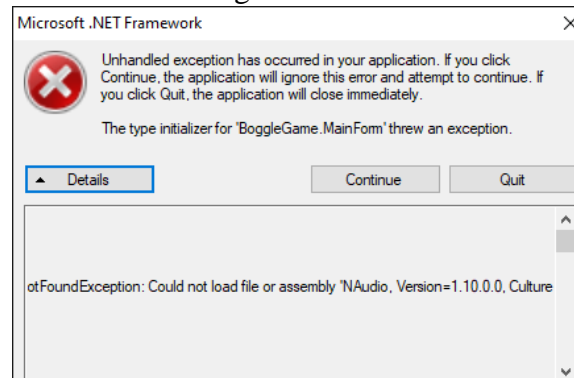 Microsoft .NET Framework
Unhandled exception has occurred in your application. If you click
Continue, the application will ignore this error and attempt to continue. If
you click Quit, the application will close immediately.
The type initializer for 'BoggleGame.MainForm' threw an exception.
Details
Continue
Quit
otFoundException: Could not load file or assembly 'NAudio, Version=1.10.0.0, Culture